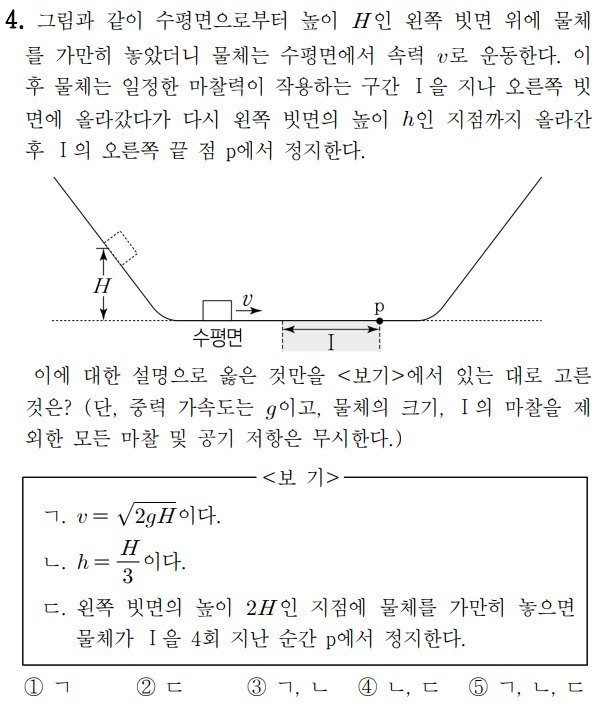 4. 그림과 같이 수평면으로부터 높이 H인 왼쪽 빗면 위에 물체
를 가만히 놓았더니 물체는 수평면에서 속력 v로 운동한다. 이
후 물체는 일정한 마찰력이 작용하는 구간 Ⅰ을 지나 오른쪽 빗
면에 올라갔다가 다시 왼쪽 빗면의 높이 h인 지점까지 올라간
후 Ⅰ의 오른쪽 끝 점 p에서 정지한다.
H
v
p
수평면
Ⅰ
이에 대한 설명으로 옳은 것만을 <보기>에서 있는 대로 고른
것은? (단, 중력 가속도는 g이고, 물체의 크기, Ⅰ의 마찰을 제
외한 모든 마찰 및 공기 저항은 무시한다.)
<보 기>
ㄱ. v = √2gH이다.
ㄴ. h = H/3이다.
ㄷ. 왼쪽 빗면의 높이 2H인 지점에 물체를 가만히 놓으면
물체가 Ⅰ을 4회 지난 순간 p에서 정지한다.
① ㄱ ② ㄷ ③ ㄱ, ㄴ ④ ㄴ, ㄷ ⑤ ㄱ, ㄴ, ㄷ